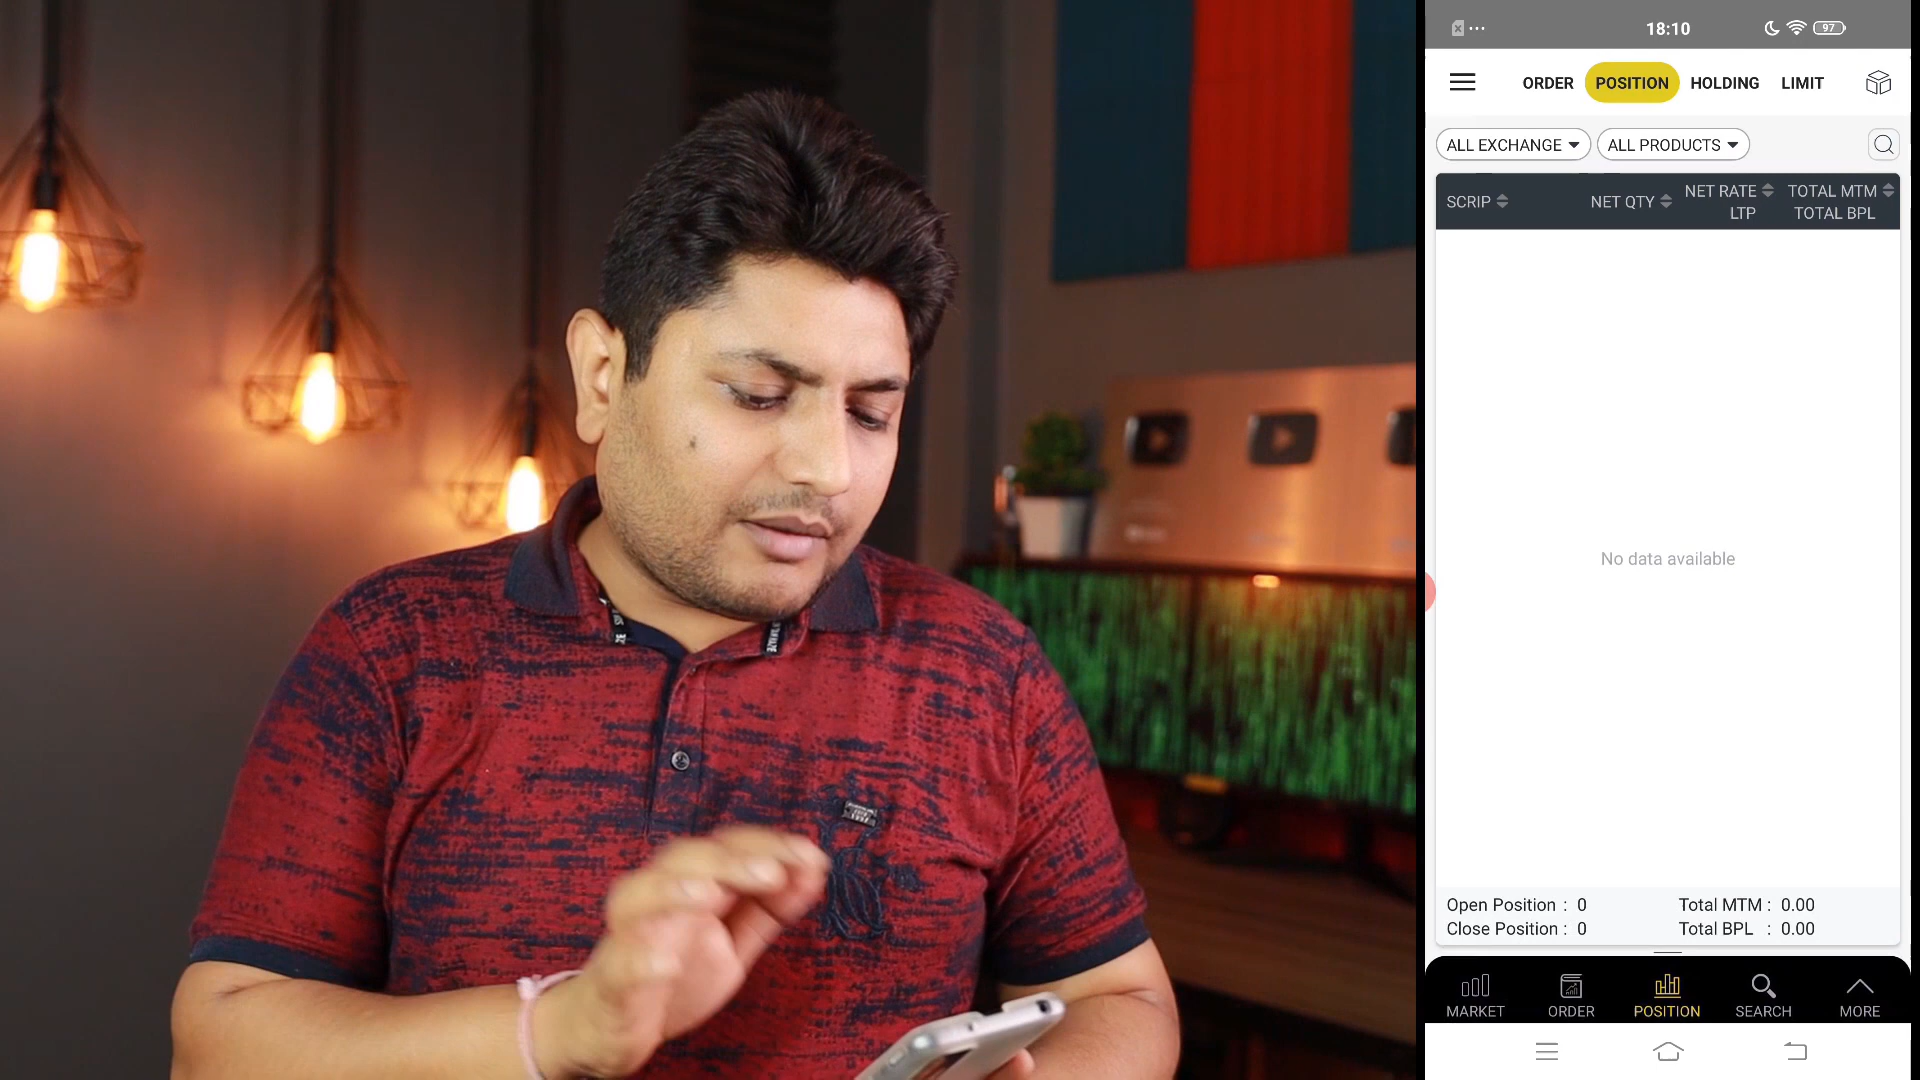 18:10
97
ORDER POSITION HOLDING LIMIT
ALL EXCHANGE ALL PRODUCTS
SCRIP NET QTY NET RATE LTP TOTAL MTM TOTAL BPL
No data available
Open Position : 0 Total MTM : 0.00
Close Position : 0 Total BPL : 0.00
MARKET ORDER POSITION SEARCH MORE